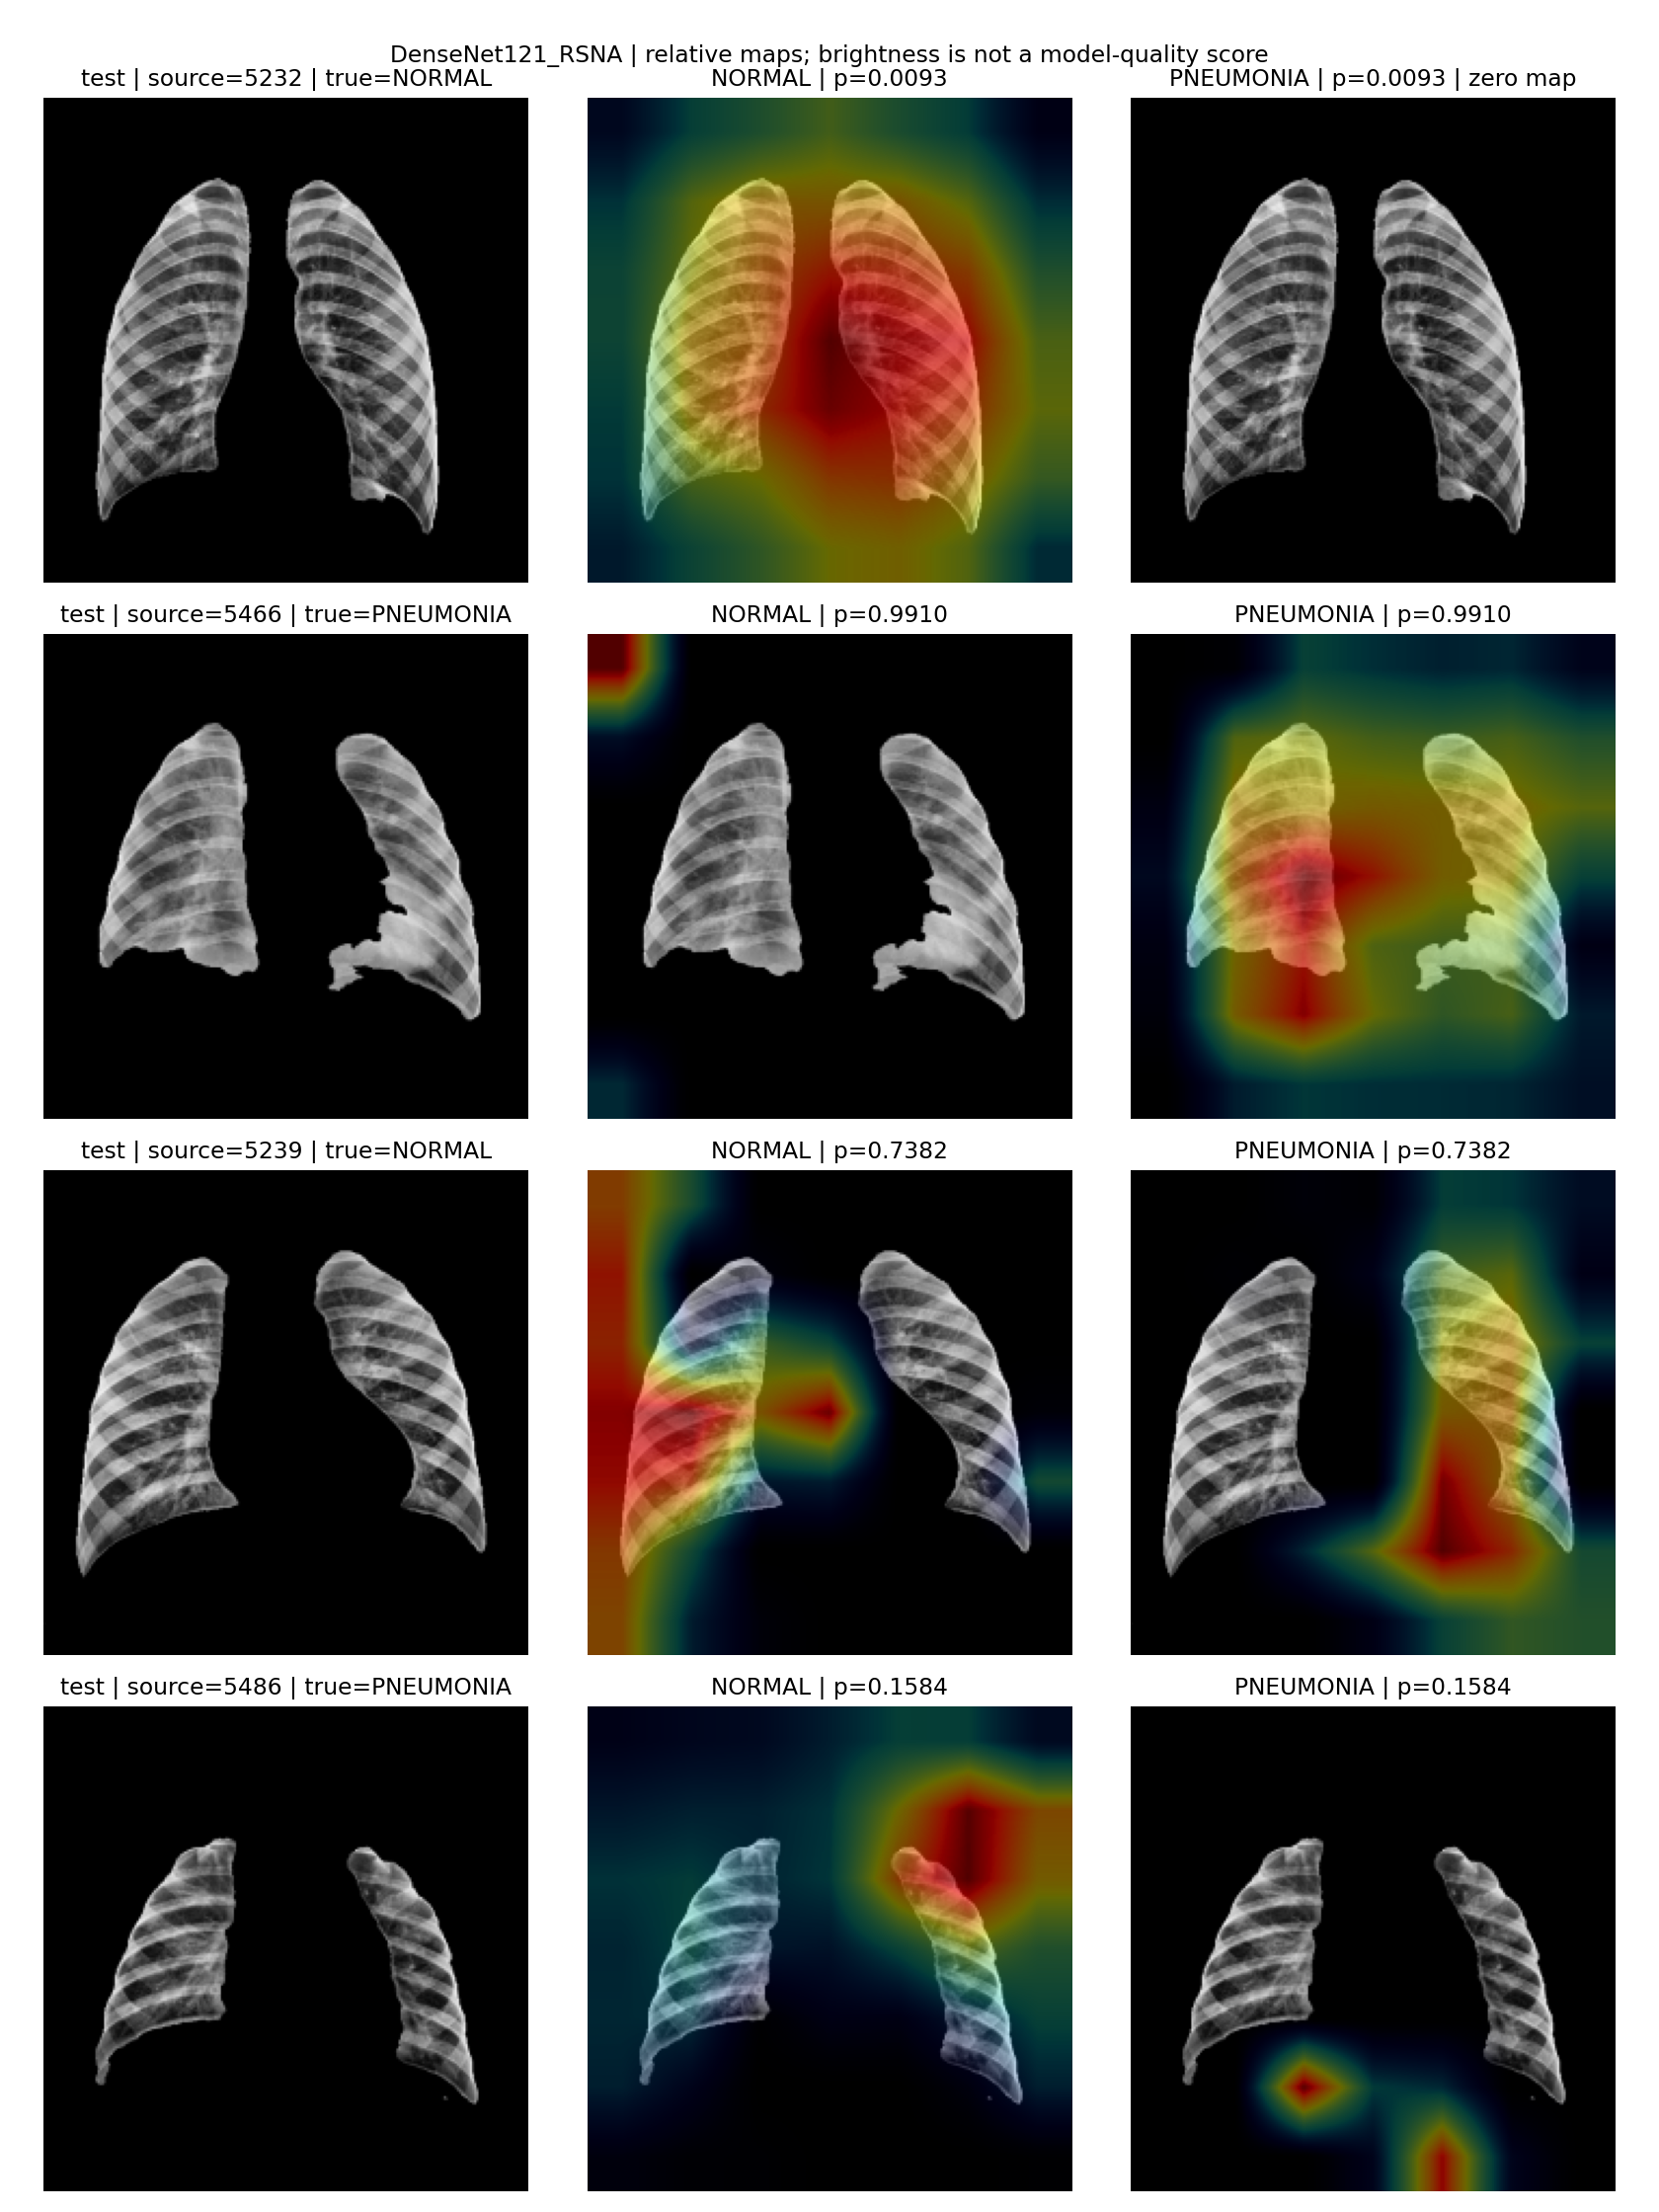 DenseNet121_RSNA | relative maps; brightness is not a model-quality score
test | source=5232 | true=NORMAL
NORMAL | p=0.0093
PNEUMONIA | p=0.0093 | zero map
test | source=5466 | true=PNEUMONIA
NORMAL | p=0.9910
PNEUMONIA | p=0.9910
test | source=5239 | true=NORMAL
NORMAL | p=0.7382
PNEUMONIA | p=0.7382
test | source=5486 | true=PNEUMONIA
NORMAL | p=0.1584
PNEUMONIA | p=0.1584